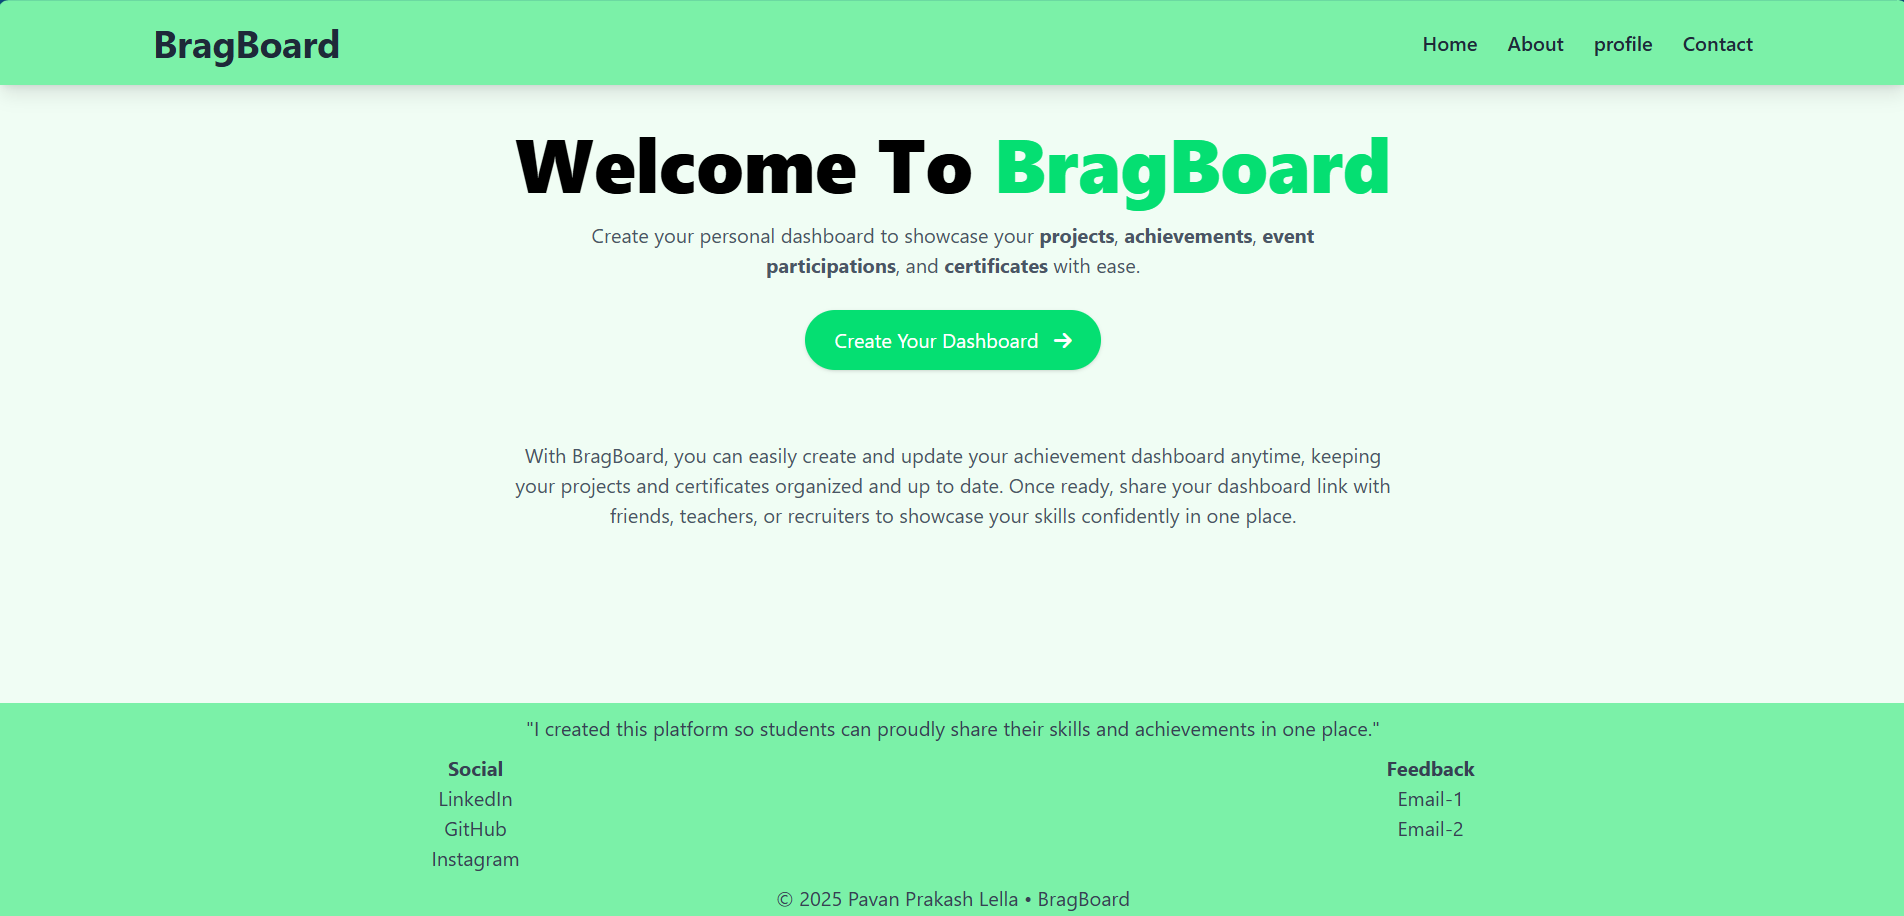 BragBoard
Home About profile Contact
Welcome To BragBoard
Create your personal dashboard to showcase your projects, achievements, event
participations, and certificates with ease.
Create Your Dashboard
With BragBoard, you can easily create and update your achievement dashboard anytime, keeping
your projects and certificates organized and up to date. Once ready, share your dashboard link with
friends, teachers, or recruiters to showcase your skills confidently in one place.
"I created this platform so students can proudly share their skills and achievements in one place."
Social
LinkedIn
GitHub
Instagram
Feedback
Email-1
Email-2
© 2025 Pavan Prakash Lella • BragBoard